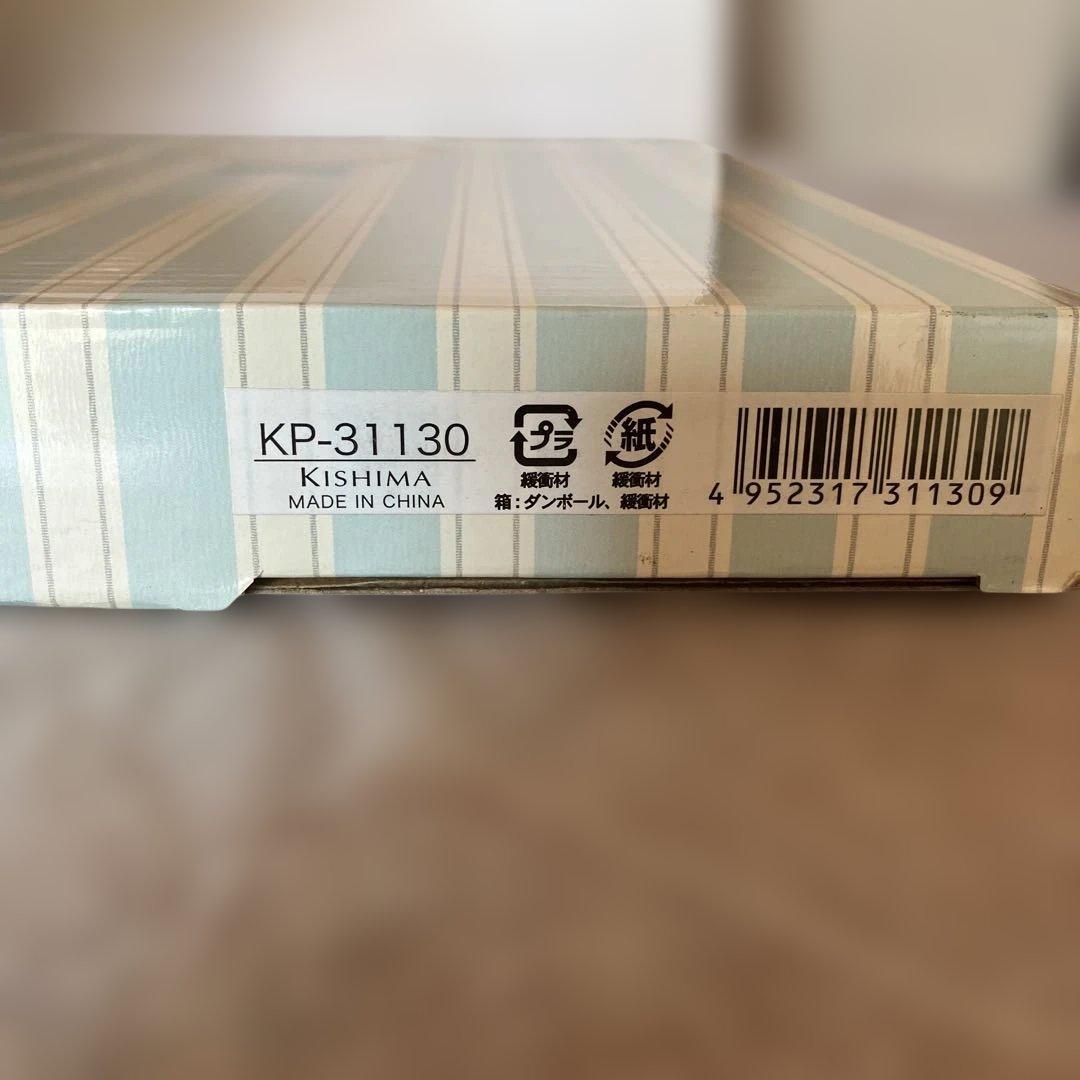 KP-31130
KISHIMA
MADE IN CHINA
プラ
紙
緩衝材
緩衝材
箱：ダンボール、緩衝材
4 952317 311309